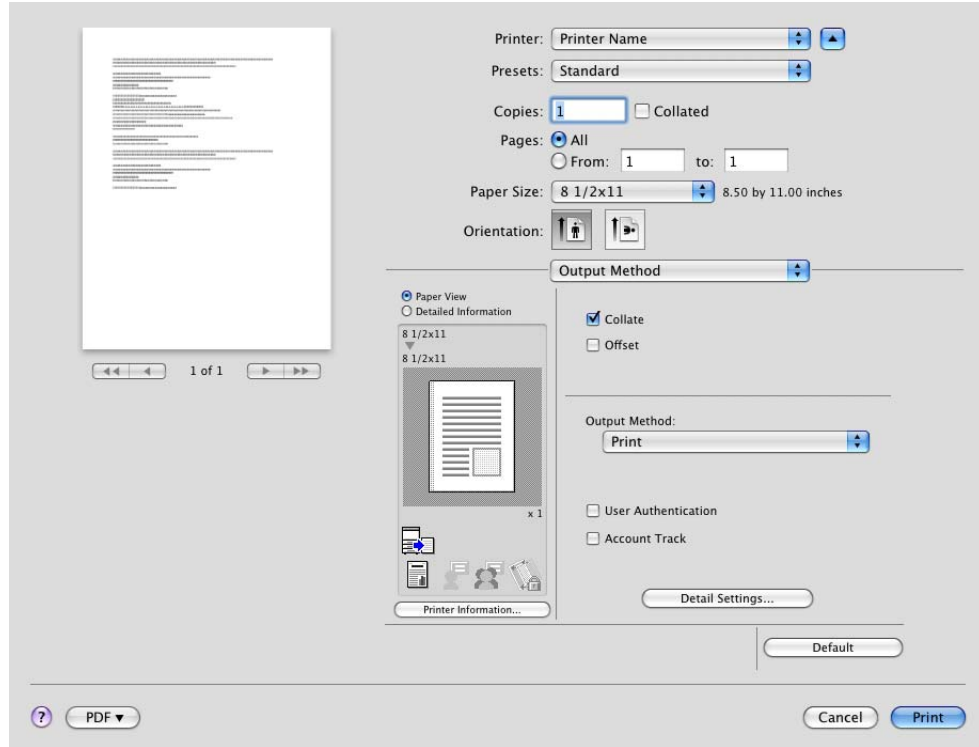 Printer: Printer Name
Presets: Standard
Copies: 1 Collated
Pages: All
From: 1 to: 1
Paper Size: 8 1/2x11 8.50 by 11.00 inches
Orientation:
Output Method
Paper View
Detailed Information
8 1/2x11
8 1/2x11
x 1
Printer Information...
Collate
Offset
Output Method:
Print
User Authentication
Account Track
Detail Settings...
1 of 1
Default
? PDF ▼ Cancel Print